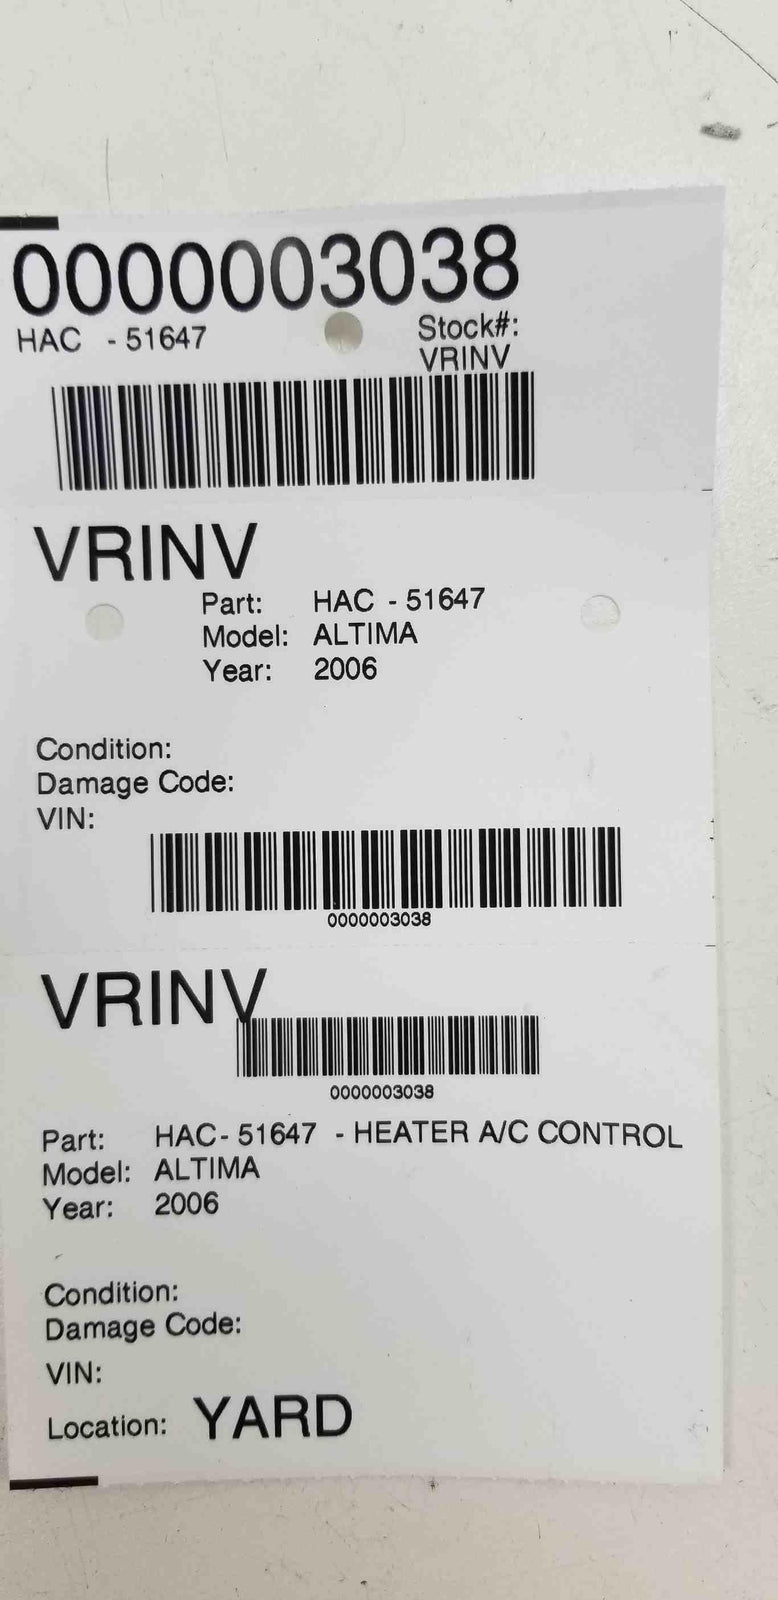 0000003038
HAC - 51647 Stock#:
VRINV
VRINV
Part: HAC - 51647
Model: ALTIMA
Year: 2006
Condition:
Damage Code:
VIN:
0000003038
VRINV
0000003038
Part: HAC- 51647 - HEATER A/C CONTROL
Model: ALTIMA
Year: 2006
Condition:
Damage Code:
VIN:
Location: YARD